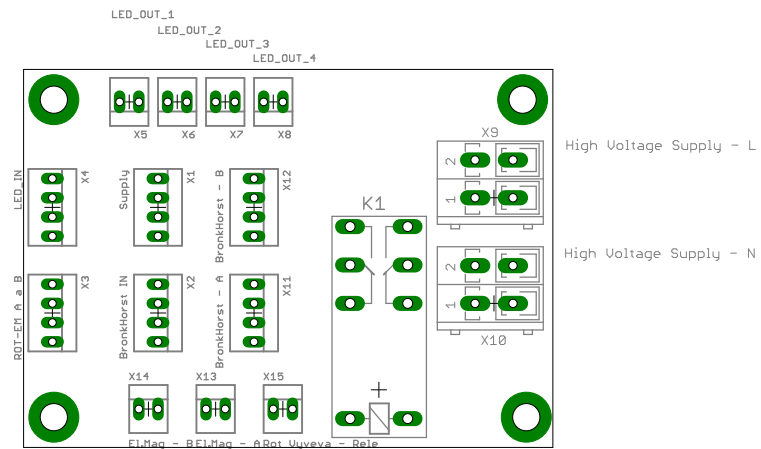 LED_OUT_1
LED_OUT_2
LED_OUT_3
LED_OUT_4
X5
X6
X7
X8
X9
High Voltage Supply - L
2
1
LED_IN
X4
Supply
X1
BronkHorst - B
X12
K1
High Voltage Supply - N
2
1
X10
ROT-EM A a B
X3
BronkHorst IN
X2
BronkHorst - A
X11
X14
X13
X15
El.Mag - B
El.Mag - A
Rot Vyveva - Rele